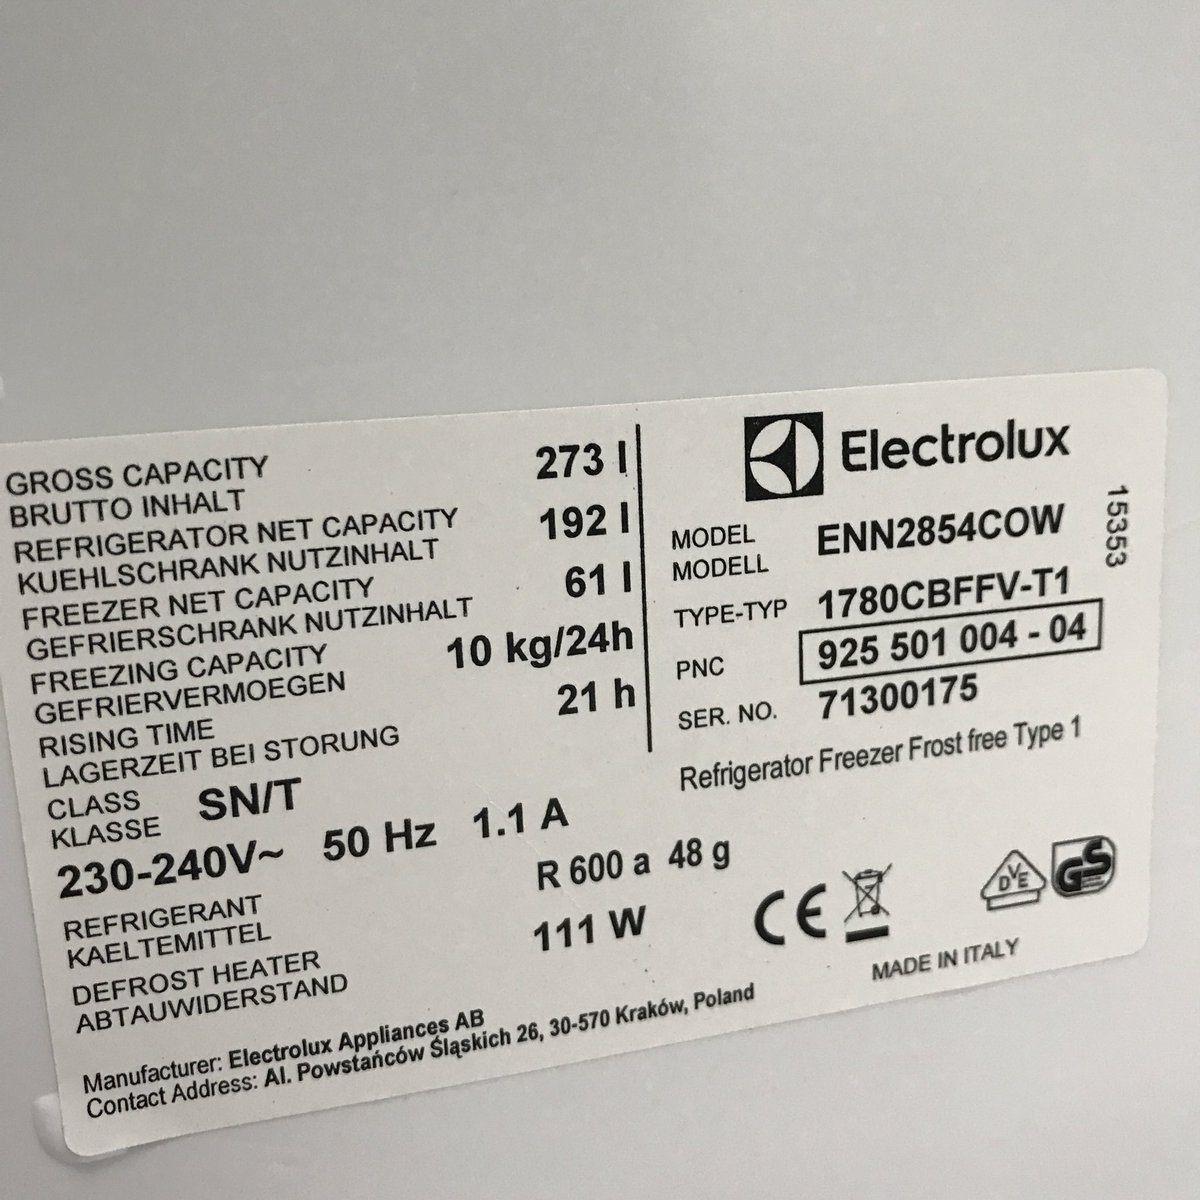 GROSS CAPACITY
BRUTTO INHALT
273 l
REFRIGERATOR NET CAPACITY
KUEHLSCHRANK NUTZINHALT
192 l
FREEZER NET CAPACITY
GEFRIERSCHRANK NUTZINHALT
61 l
FREEZING CAPACITY
GEFRIERVERMOEGEN
10 kg/24h
RISING TIME
LAGERZEIT BEI STORUNG
21 h
CLASS
KLASSE
SN/T
230-240V~ 50 Hz 1.1 A
REFRIGERANT
KAELTEMITTEL
R 600 a 48 g
DEFROST HEATER
ABTAUWIDERSTAND
111 W
Manufacturer: Electrolux Appliances AB
Contact Address: Al. Powstańców Śląskich 26, 30-570 Kraków, Poland
Electrolux
MODEL
MODELL
ENN2854COW
TYPE-TYP 1780CBFFV-T1
PNC 925 501 004 - 04
SER. NO. 71300175
Refrigerator Freezer Frost free Type 1
15353
CE
DVE
GS
MADE IN ITALY